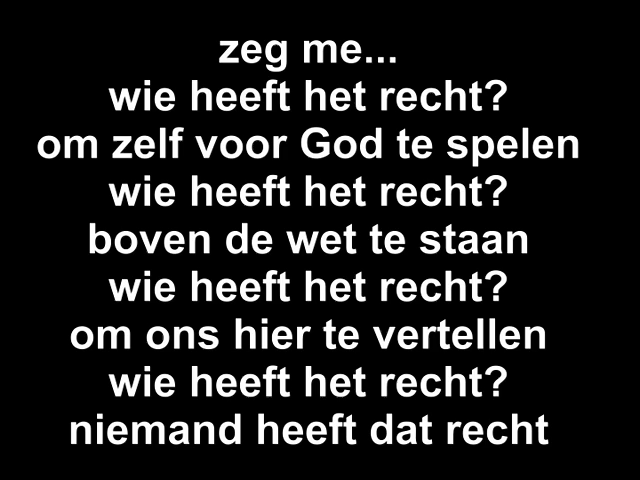 zeg me...
wie heeft het recht?
om zelf voor God te spelen
wie heeft het recht?
boven de wet te staan
wie heeft het recht?
om ons hier te vertellen
wie heeft het recht?
niemand heeft dat recht